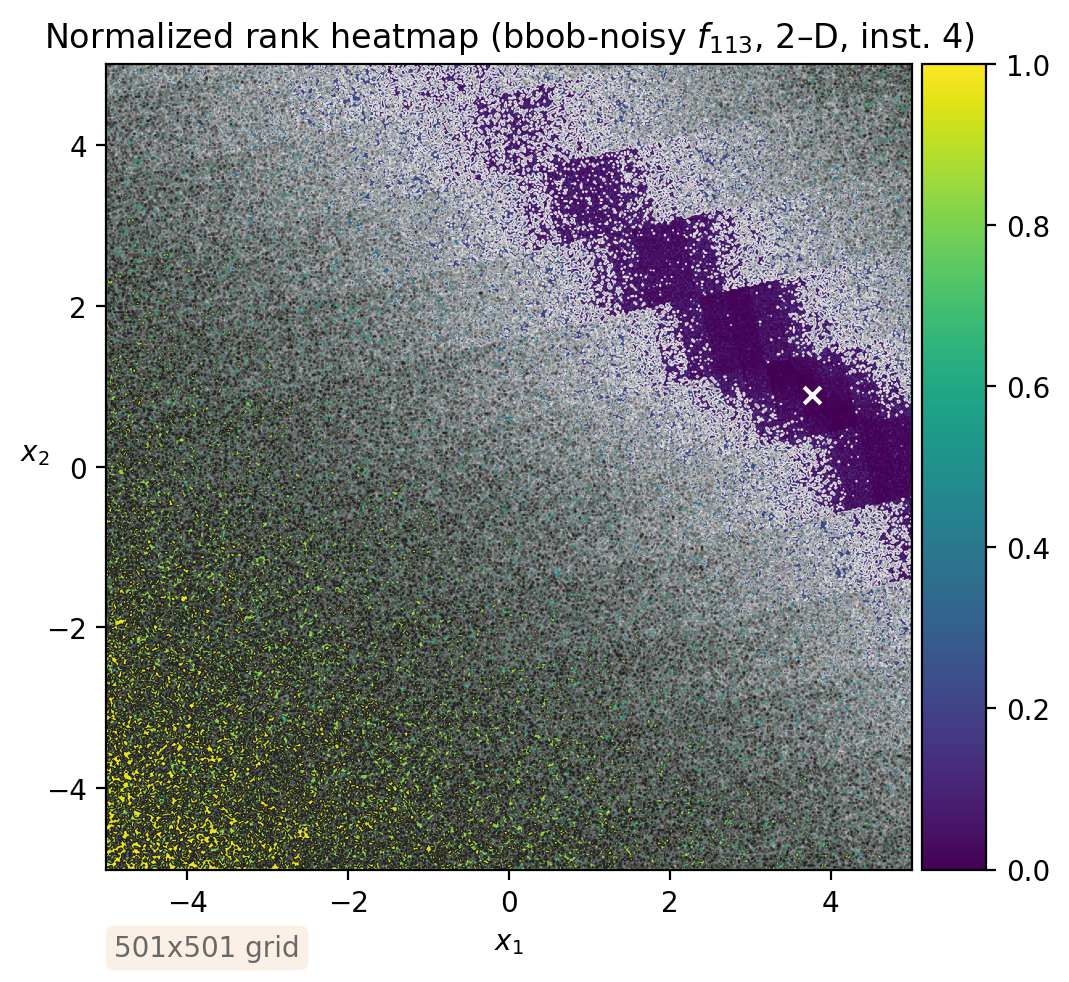 Normalized rank heatmap (bbob-noisy f₁₁₃, 2–D, inst. 4)
1.0
0.8
0.6
0.4
0.2
0.0
4
2
0
−2
−4
x₂
−4 −2 0 2 4
x₁
501x501 grid